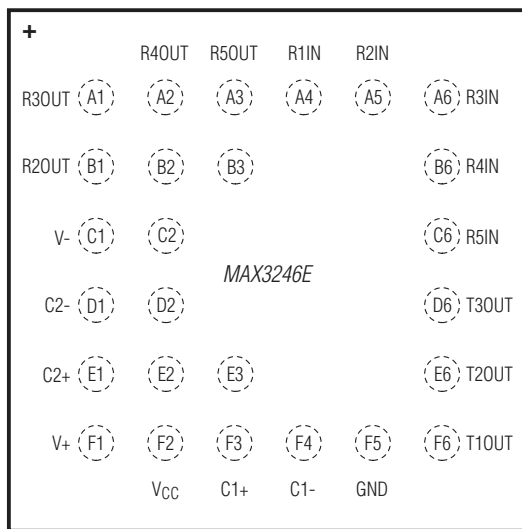 +
R4OUT R5OUT R1IN R2IN
R3OUT A1 A2 A3 A4 A5 A6 R3IN
R2OUT B1 B2 B3 B6 R4IN
V- C1 C2 C6 R5IN
MAX3246E
C2- D1 D2 D6 T3OUT
C2+ E1 E2 E3 E6 T2OUT
V+ F1 F2 F3 F4 F5 F6 T1OUT
VCC C1+ C1- GND